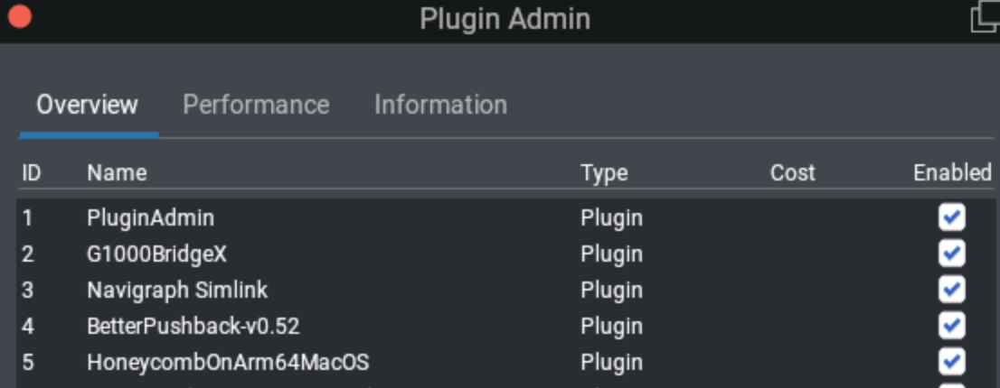 Plugin Admin
Overview Performance Information
ID Name Type Cost Enabled
1 PluginAdmin Plugin
2 G1000BridgeX Plugin
3 Navigraph Simlink Plugin
4 BetterPushback-v0.52 Plugin
5 HoneycombOnArm64MacOS Plugin